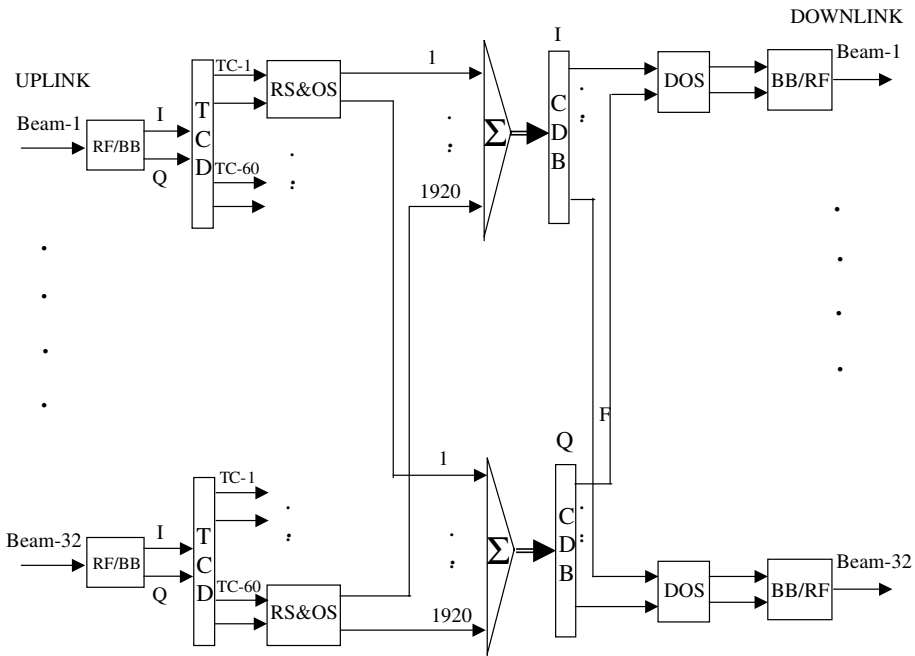 DOWNLINK
I
Beam-1
TC-1
1
UPLINK
RS&OS
C
D
B
DOS
BB/RF
Beam-1
I
T
C
D
Σ
RF/BB
Q
TC-60
1920
F
Q
1
TC-1
Beam-32
I
T
C
D
C
D
B
Σ
Beam-32
RF/BB
Q
TC-60
RS&OS
1920
DOS
BB/RF